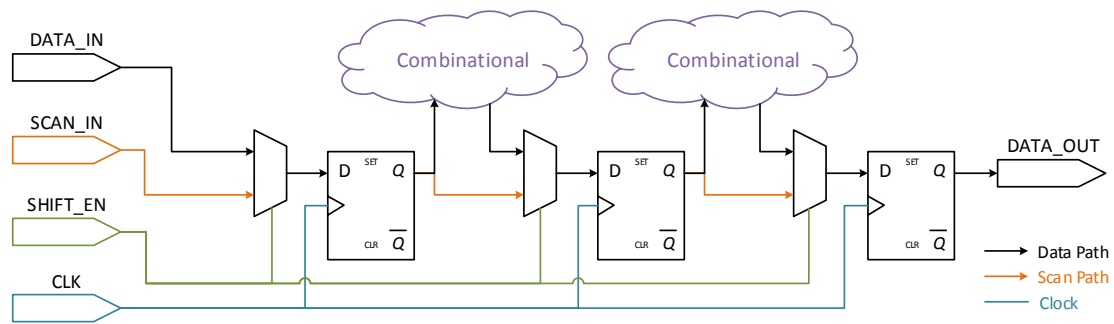 DATA_IN
Combinational
Combinational
SCAN_IN
DATA_OUT
SET
D
Q
CLR
Q
SET
D
Q
CLR
Q
SET
D
Q
CLR
Q
SHIFT_EN
CLK
Data Path
Scan Path
Clock